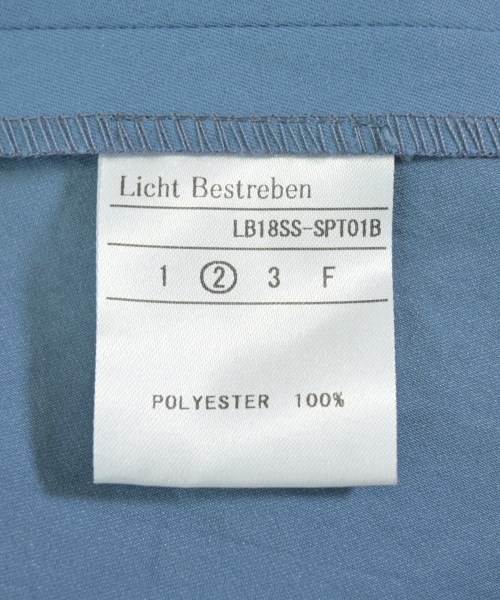 Licht Bestreben
LB18SS-SPT01B
1 2 3 F
POLYESTER 100%